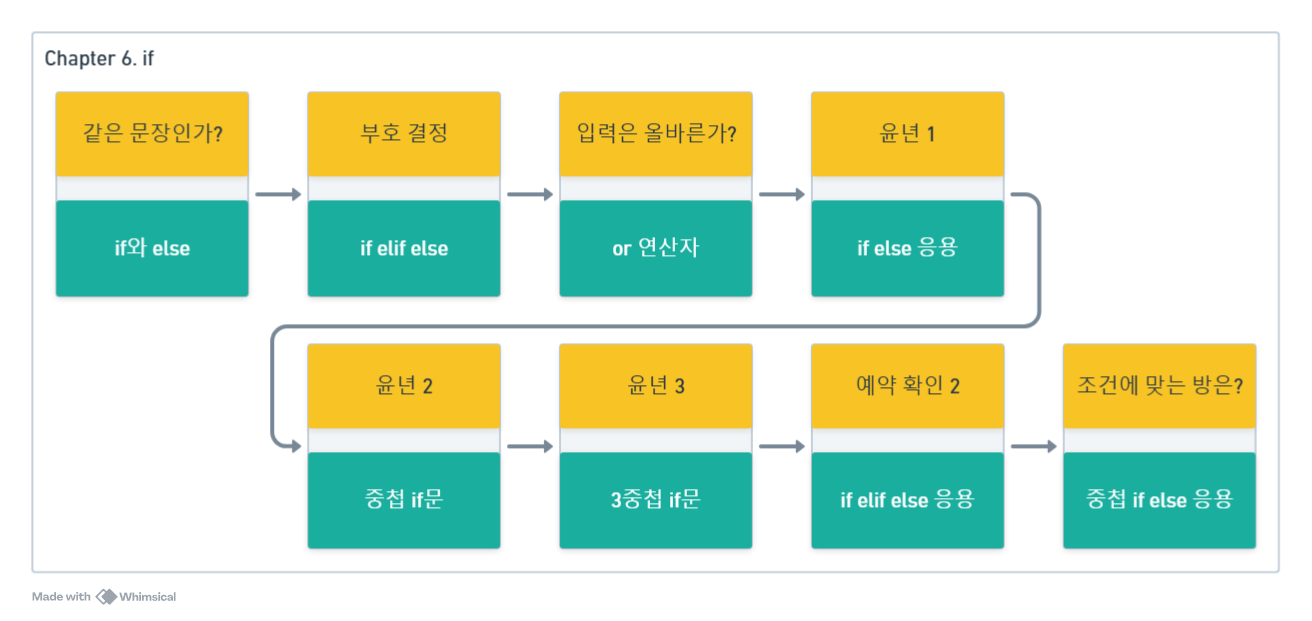 Chapter 6. if
같은 문장인가?
if와 else
부호 결정
if elif else
입력은 올바른가?
or 연산자
윤년 1
if else 응용
윤년 2
중첩 if문
윤년 3
3중첩 if문
예약 확인 2
if elif else 응용
조건에 맞는 방은?
중첩 if else 응용
Made with Whimsical